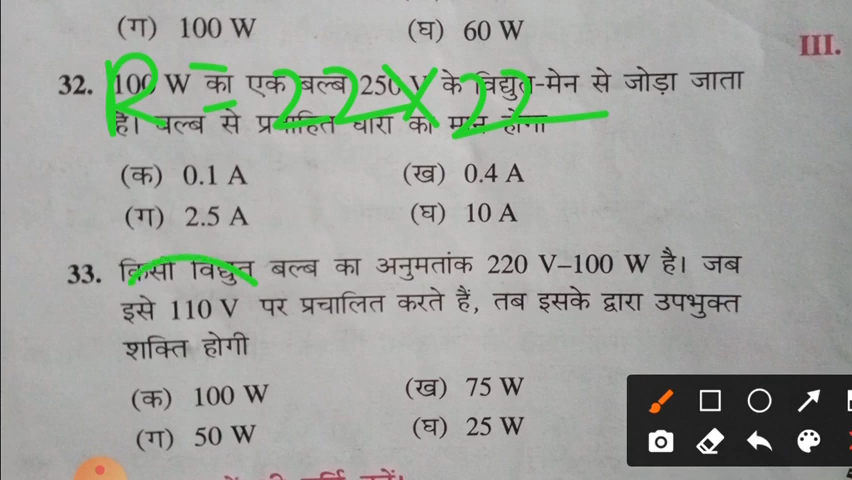 (ग) 100 W (घ) 60 W
III.
32. 100 W का एक बल्ब 250 V के विद्युत-मेन से जोड़ा जाता
है। बल्ब से प्रवाहित धारा का मान होगा
R = 22 X 22
(क) 0.1 A (ख) 0.4 A
(ग) 2.5 A (घ) 10 A
33. किसी विद्युत बल्ब का अनुमतांक 220 V–100 W है। जब
इसे 110 V पर प्रचालित करते हैं, तब इसके द्वारा उपभुक्त
शक्ति होगी
(क) 100 W (ख) 75 W
(ग) 50 W (घ) 25 W